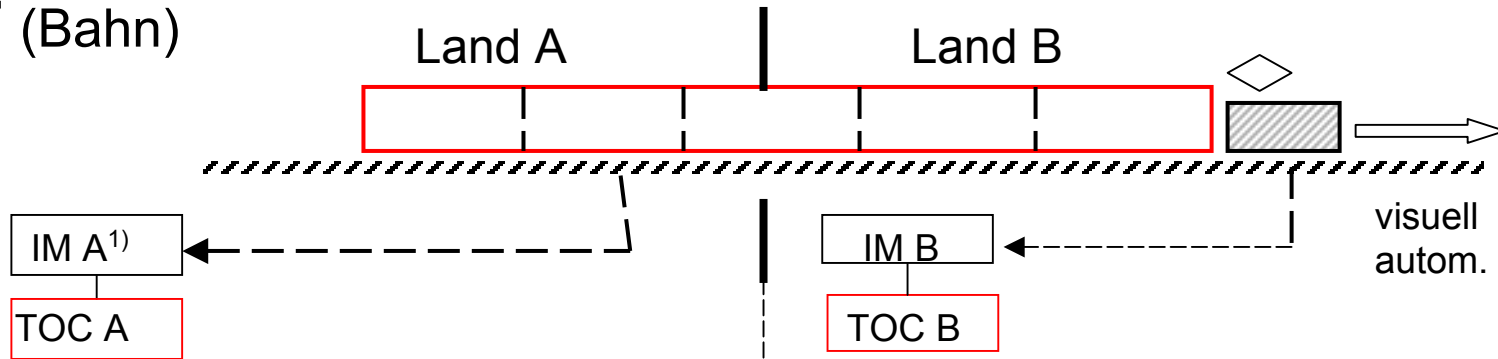 (Bahn)
Land A
Land B
IM A1)
TOC A
IM B
TOC B
visuell
autom.